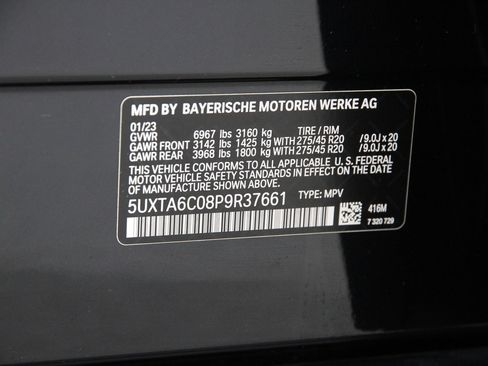 MFD BY BAYERISCHE MOTOREN WERKE AG
01/23
GVWR 6967 lbs 3160 kg TIRE / RIM
GAWR FRONT 3142 lbs 1425 kg WITH 275/45 R20 /9.0J x 20
GAWR REAR 3968 lbs 1800 kg WITH 275/45 R20 /9.0J x 20
THIS VEHICLE CONFORMS TO ALL APPLICABLE U. S. FEDERAL
MOTOR VEHICLE SAFETY STANDARDS IN EFFECT ON
THE DATE OF MANUFACTURE SHOWN ABOVE.
5UXTA6C08P9R37661 TYPE: MPV
416M
7 320 729